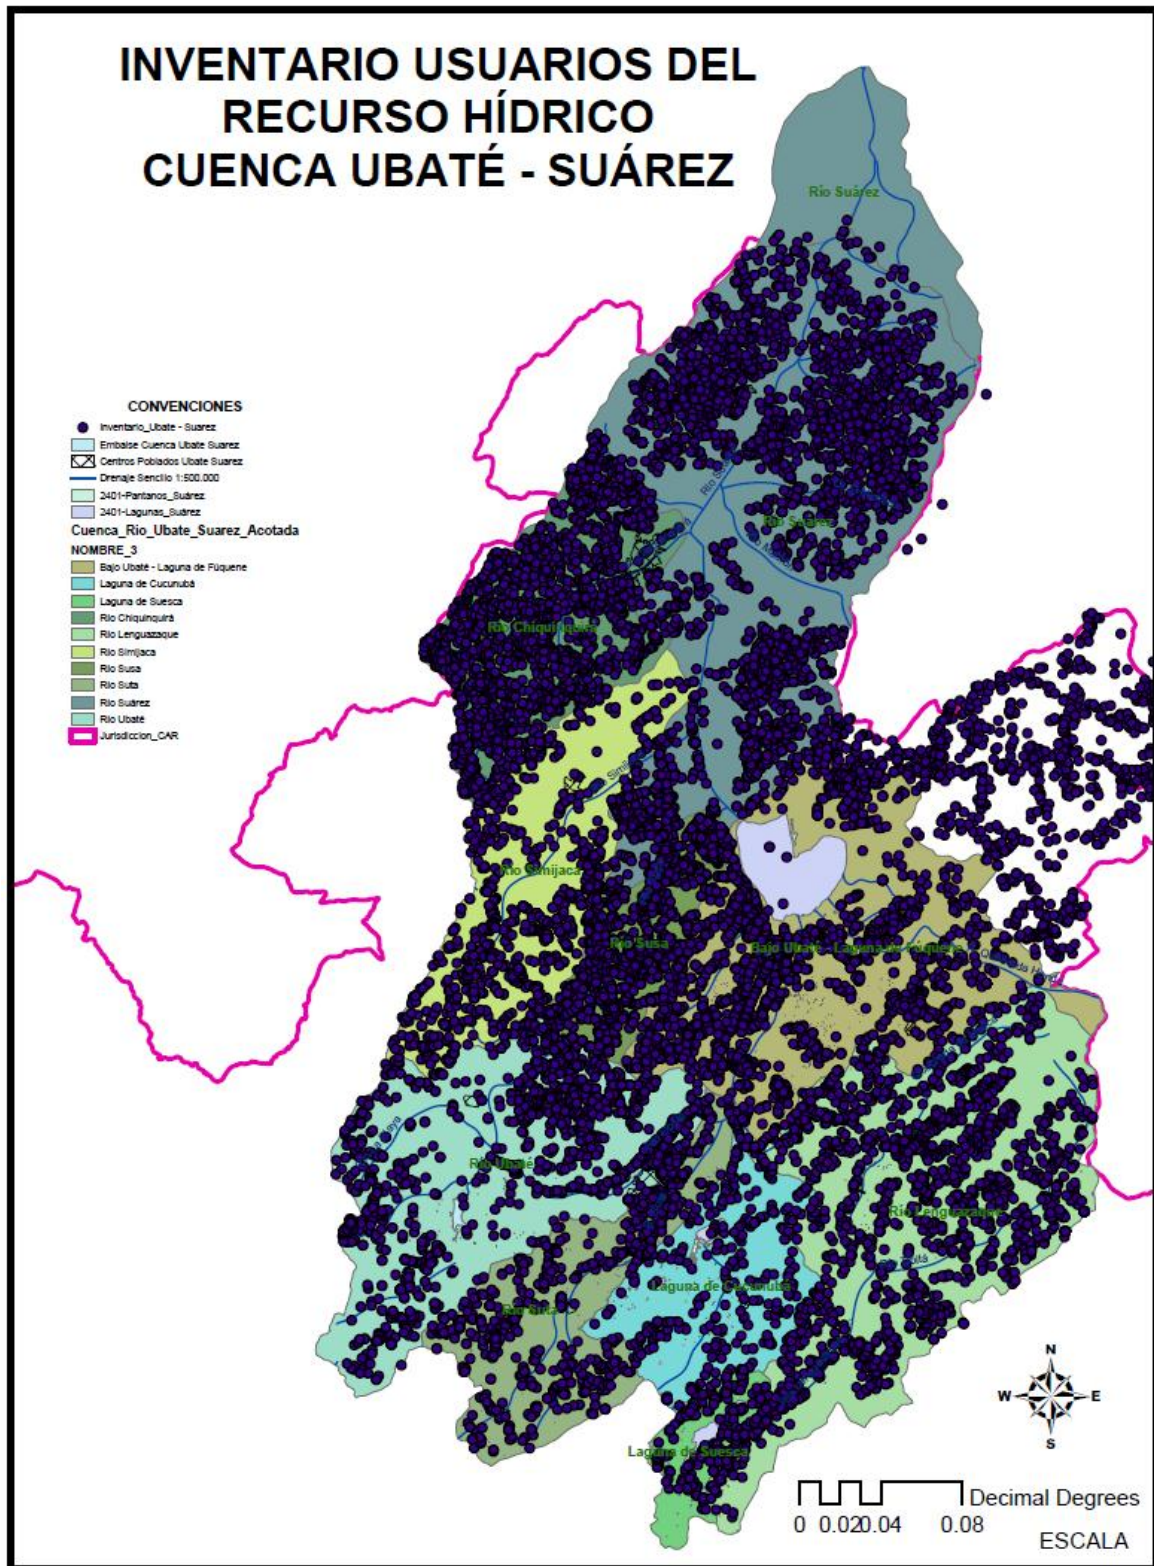 INVENTARIO USUARIOS DEL
RECURSO HÍDRICO
CUENCA UBATÉ - SUÁREZ
Río Suárez
CONVENCIONES
Inventario_Ubate - Suarez
Embalse Cuenca Ubate Suarez
Centros Poblados Ubate Suarez
Drenaje Sencillo 1:500.000
2401-Pantanos_Suárez
2401-Lagunas_Suárez
Cuenca_Rio_Ubate_Suarez_Acotada
NOMBRE_3
Bajo Ubaté - Laguna de Fúquene
Laguna de Cucunubá
Laguna de Suesca
Río Chiquinquirá
Río Lenguazaque
Río Simijaca
Río Susa
Río Suta
Río Suárez
Río Ubaté
Jurisdiccion_CAR
Río Suárez
Río Chiquinquirá
Río Simijaca
Río Susa
Bajo Ubaté - Laguna de Fúquene
Río Ubaté
Río Lenguazaque
Laguna de Cucunubá
Río Suta
Laguna de Suesca
N
W
E
S
Decimal Degrees
0 0.02 0.04 0.08
ESCALA